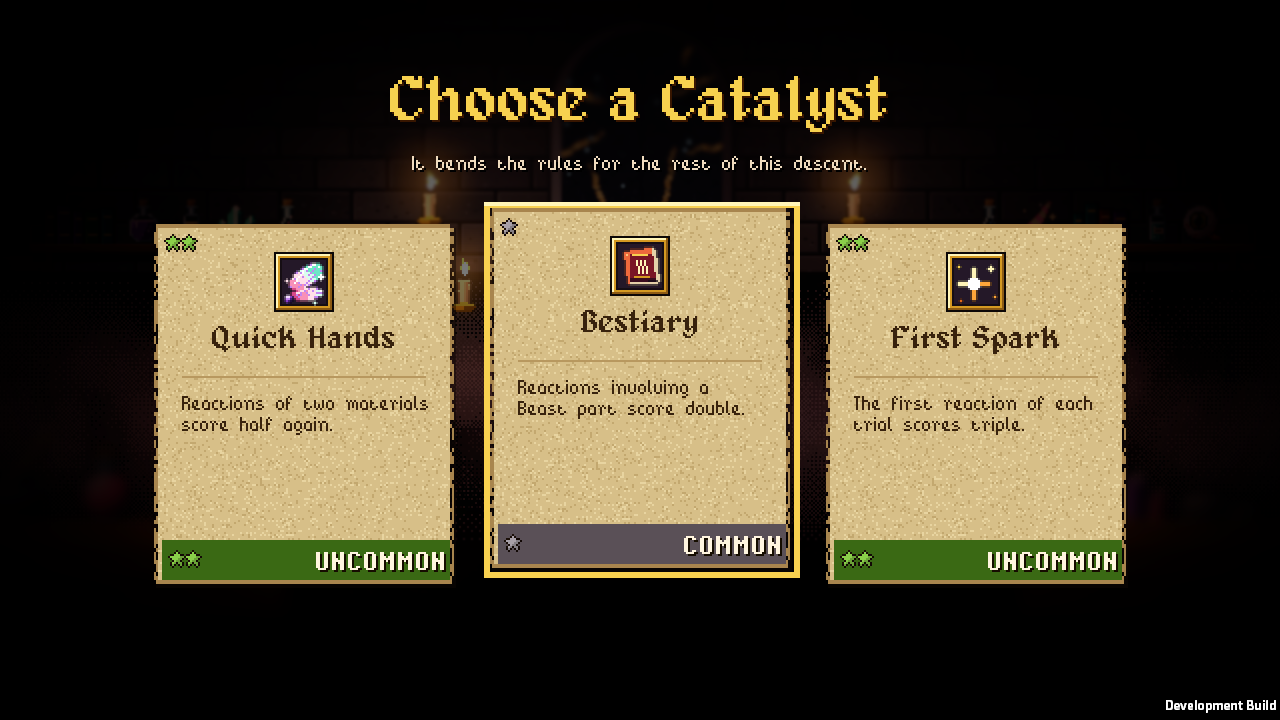 Choose a Catalyst
It bends the rules for the rest of this descent.
Quick Hands
Reactions of two materials
score half again.
UNCOMMON
Bestiary
Reactions involving a
Beast part score double.
COMMON
First Spark
The first reaction of each
trial scores triple.
UNCOMMON
Development Build